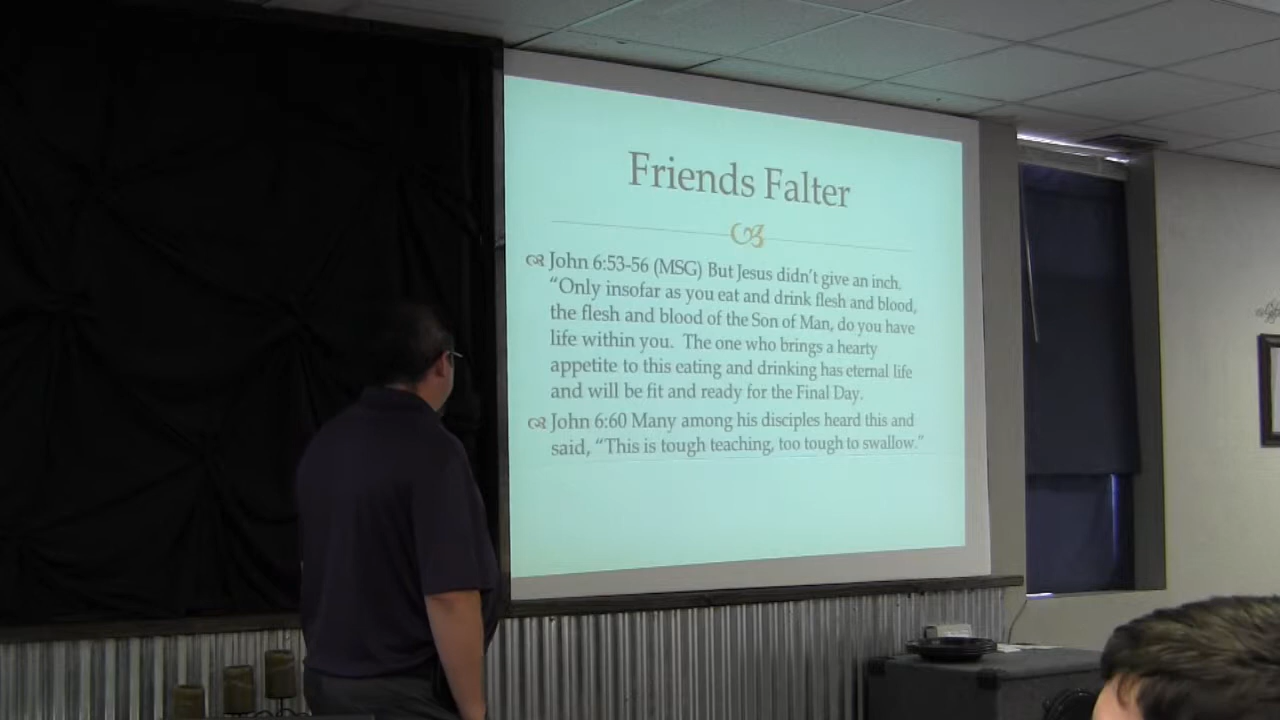 Friends Falter
John 6:53-56 (MSG) But Jesus didn't give an inch.
"Only insofar as you eat and drink flesh and blood,
the flesh and blood of the Son of Man, do you have
life within you. The one who brings a hearty
appetite to this eating and drinking has eternal life
and will be fit and ready for the Final Day.
John 6:60 Many among his disciples heard this and
said, "This is tough teaching, too tough to swallow."